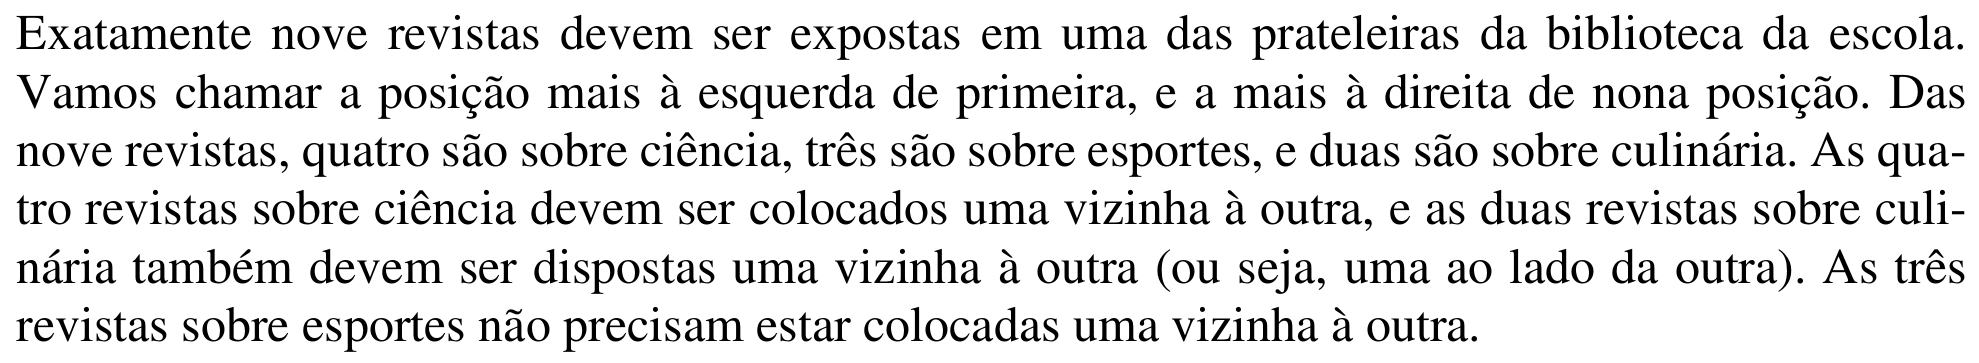 Exatamente nove revistas devem ser expostas em uma das prateleiras da biblioteca da escola.
Vamos chamar a posição mais à esquerda de primeira, e a mais à direita de nona posição. Das
nove revistas, quatro são sobre ciência, três são sobre esportes, e duas são sobre culinária. As qua-
tro revistas sobre ciência devem ser colocados uma vizinha à outra, e as duas revistas sobre culi-
nária também devem ser dispostas uma vizinha à outra (ou seja, uma ao lado da outra). As três
revistas sobre esportes não precisam estar colocadas uma vizinha à outra.